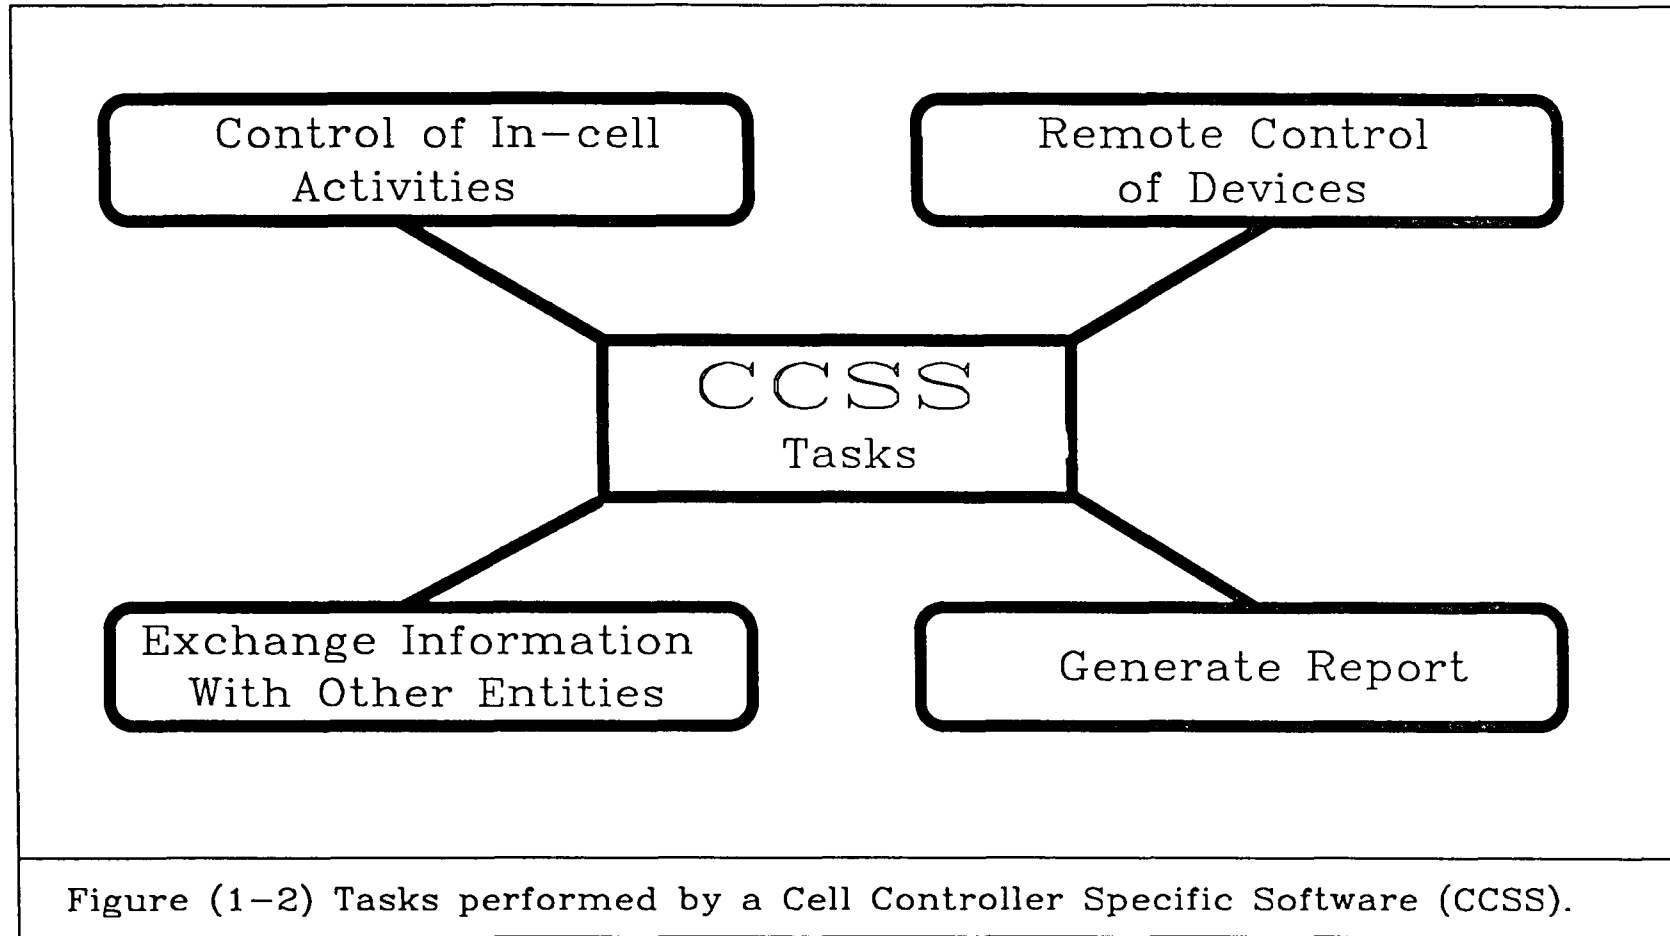 Control of In-cell
Activities
Remote Control
of Devices
CCSS
Tasks
Exchange Information
With Other Entities
Generate Report
Figure (1-2) Tasks performed by a Cell Controller Specific Software (CCSS).